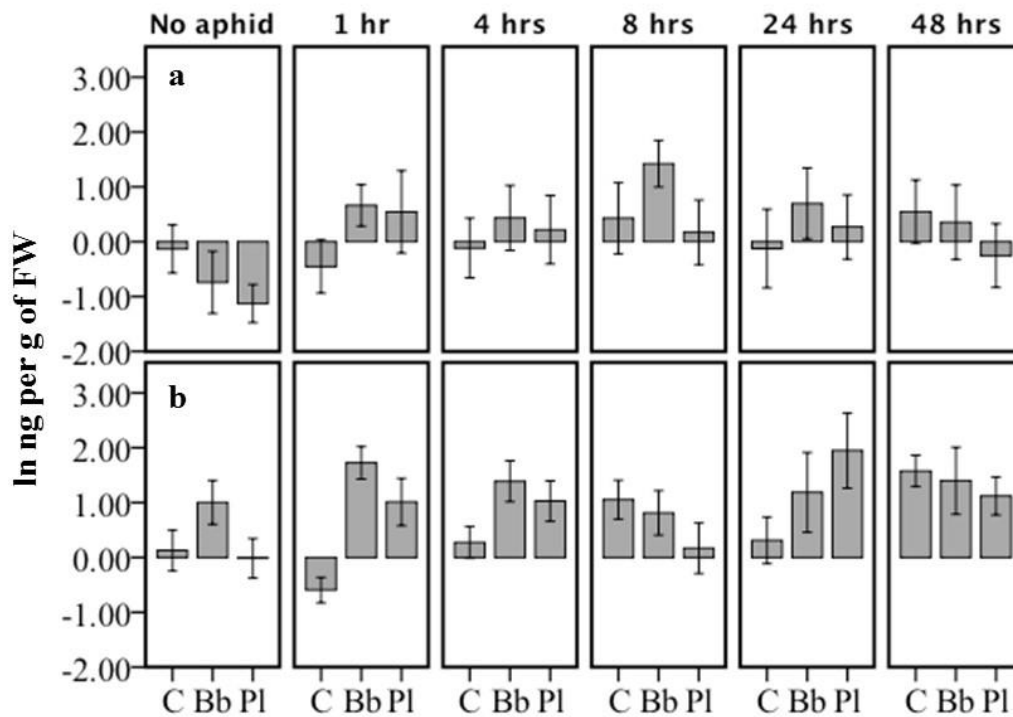 No aphid 1 hr 4 hrs 8 hrs 24 hrs 48 hrs
a
3.00
2.00
1.00
0.00
-1.00
-2.00
b
3.00
2.00
1.00
0.00
-1.00
-2.00
ln ng per g of FW
C Bb Pl C Bb Pl C Bb Pl C Bb Pl C Bb Pl C Bb Pl